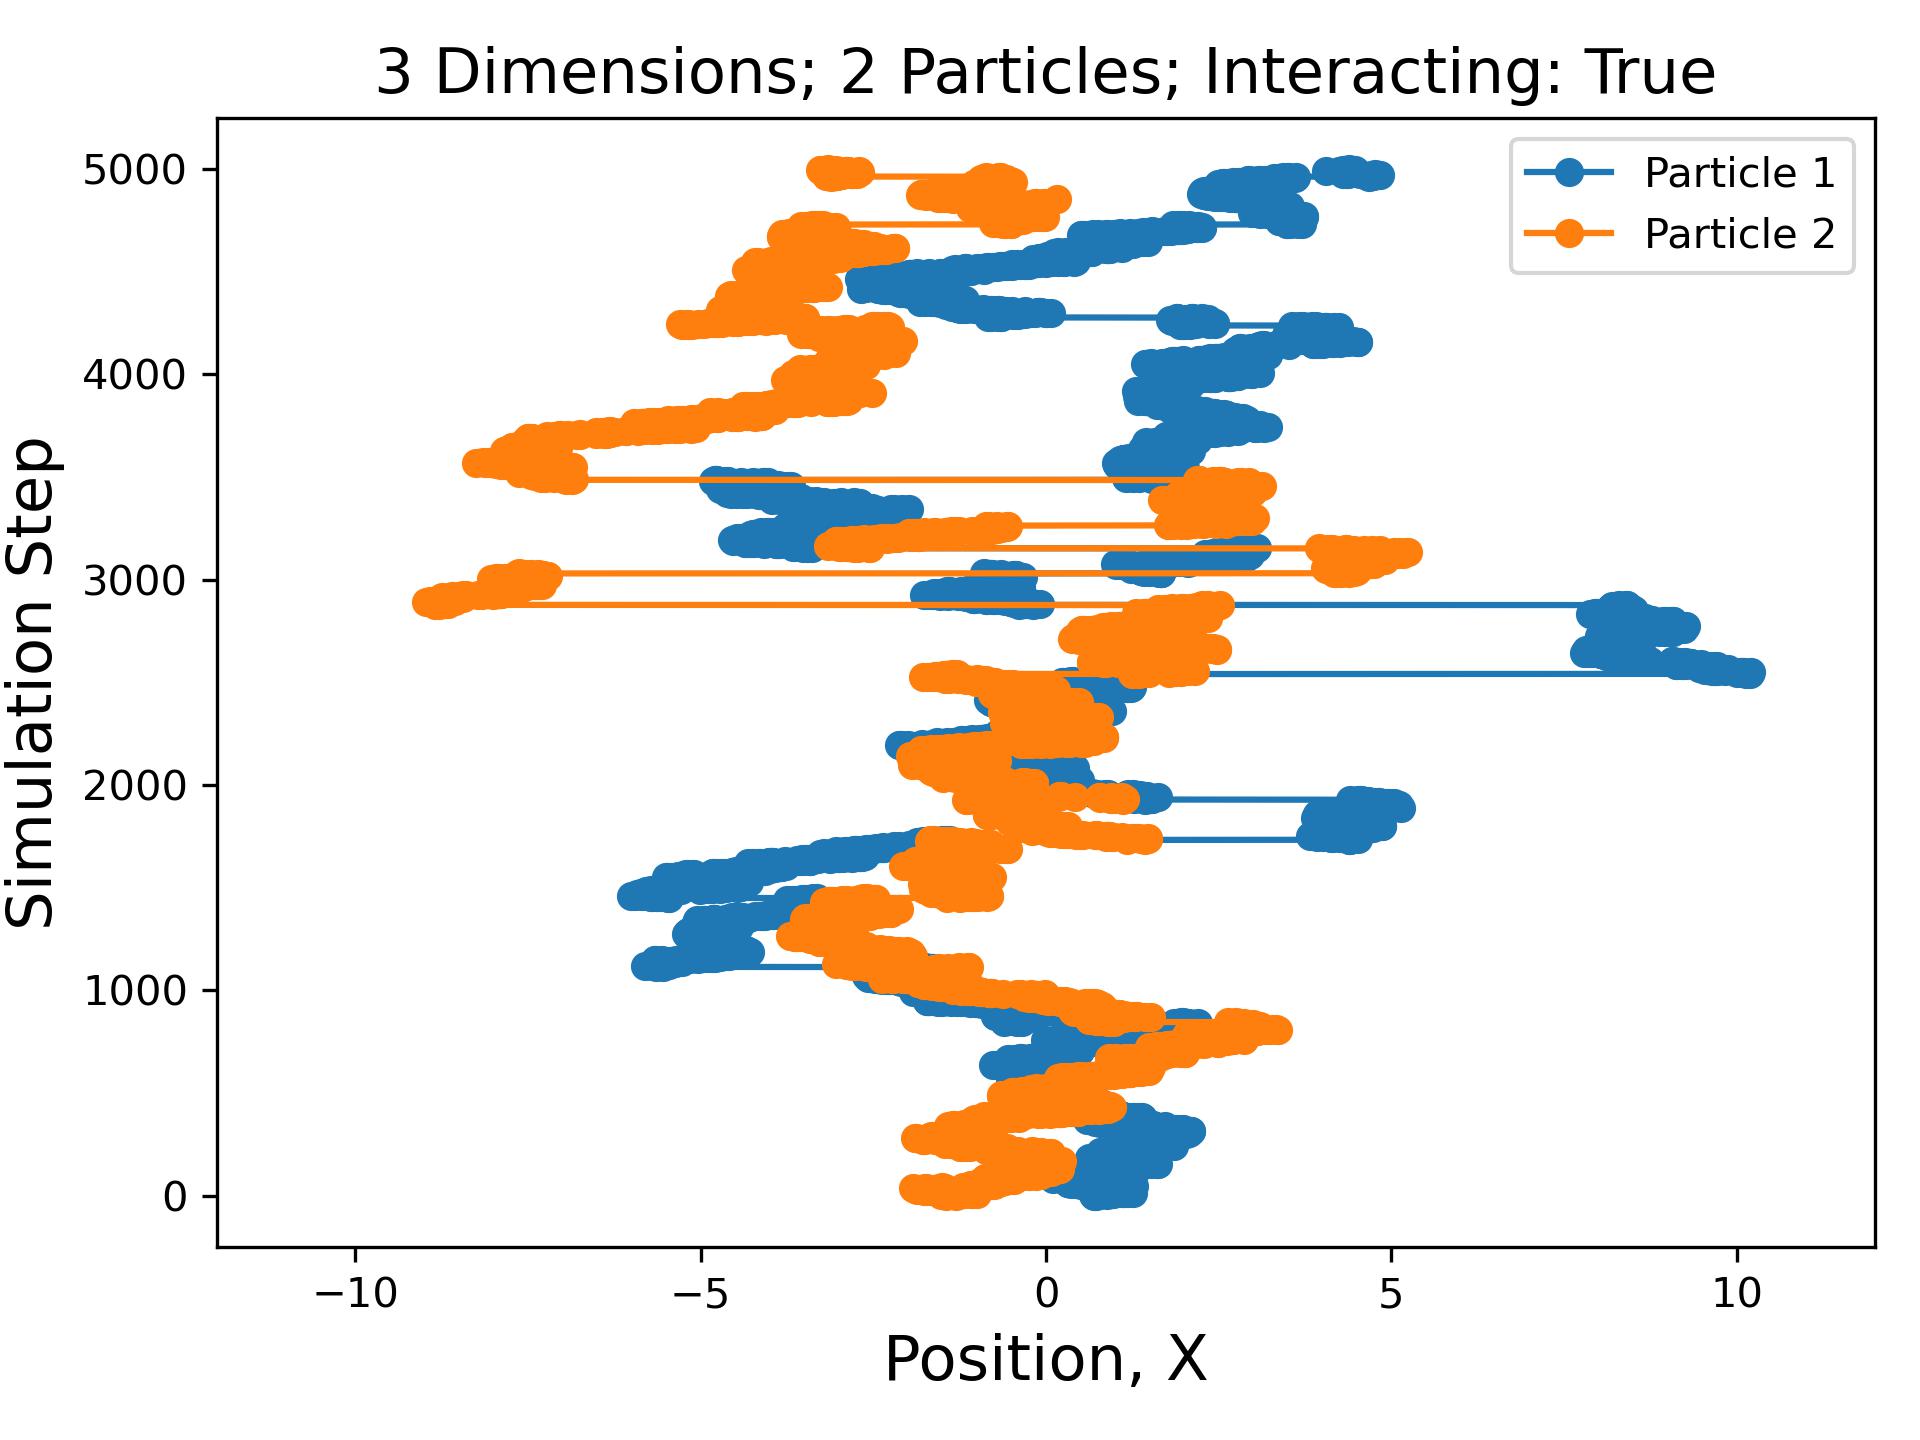 3 Dimensions; 2 Particles; Interacting: True
Particle 1
Particle 2
Simulation Step
5000
4000
3000
2000
1000
0
−10
−5
0
5
10
Position, X